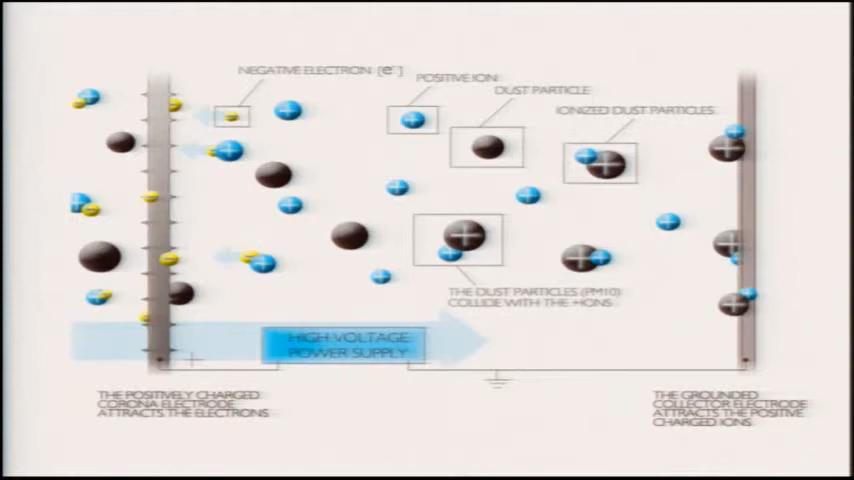 NEGATIVE ELECTRON [e⁻]
POSITIVE ION
DUST PARTICLE
IONIZED DUST PARTICLES
THE DUST PARTICLES (PM10)
COLLIDE WITH THE +IONS
HIGH VOLTAGE
POWER SUPPLY
THE POSITIVELY CHARGED
CORONA ELECTRODE
ATTRACTS THE ELECTRONS
THE GROUNDED
COLLECTOR ELECTRODE
ATTRACTS THE POSITIVE
CHARGED IONS